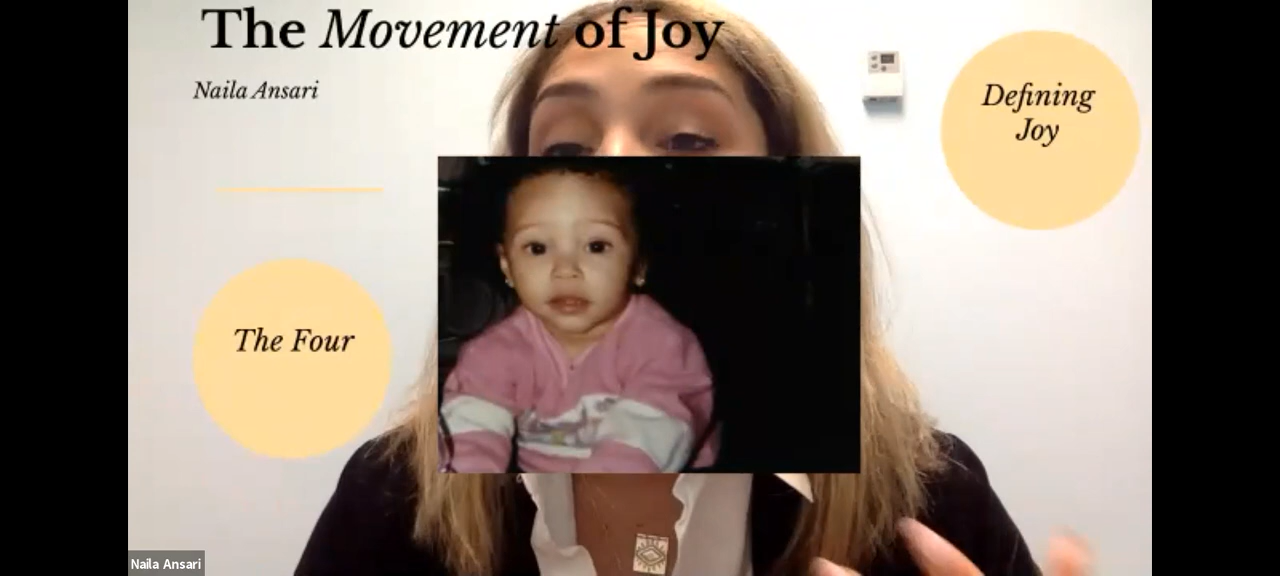 The Movement of Joy
Naila Ansari
Defining
Joy
The Four
Naila Ansari